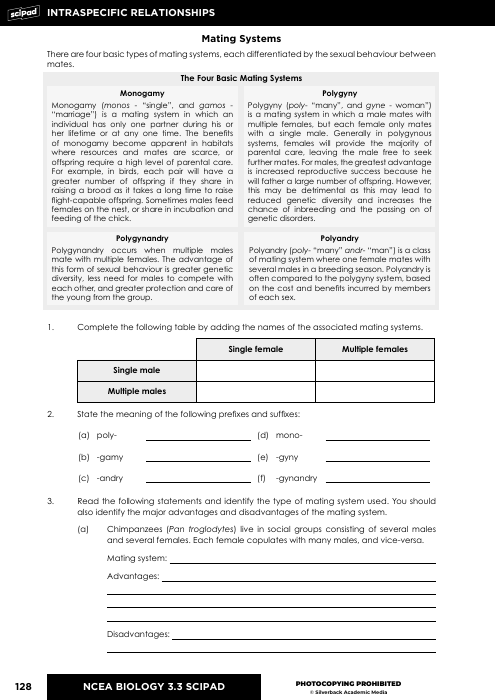 scipad INTRASPECIFIC RELATIONSHIPS
Mating Systems
There are four basic types of mating systems, each differentiated by the sexual behaviour between
mates.
The Four Basic Mating Systems
Monogamy
Monogamy (monos - "single", and gamos -
"marriage") is a mating system in which an
individual has only one partner during his or
her lifetime or at any one time. The benefits
of monogamy become apparent in habitats
where resources and mates are scarce, or
offspring require a high level of parental care.
For example, in birds, each pair will have a
greater number of offspring if they share in
raising a brood as it takes a long time to raise
flight-capable offspring. Sometimes males feed
females on the nest, or share in incubation and
feeding of the chick.
Polygyny
Polygyny (poly- "many", and gyne - woman")
is a mating system in which a male mates with
multiple females, but each female only mates
with a single male. Generally in polygynous
systems, females will provide the majority of
parental care, leaving the male free to seek
further mates. For males, the greatest advantage
is increased reproductive success because he
will father a large number of offspring. However,
this may be detrimental as this may lead to
reduced genetic diversity and increases the
chance of inbreeding and the passing on of
genetic disorders.
Polygynandry
Polygynandry occurs when multiple males
mate with multiple females. The advantage of
this form of sexual behaviour is greater genetic
diversity, less need for males to compete with
each other, and greater protection and care of
the young from the group.
Polyandry
Polyandry (poly- "many" andr- "man") is a class
of mating system where one female mates with
several males in a breeding season. Polyandry is
often compared to the polygyny system, based
on the cost and benefits incurred by members
of each sex.
1. Complete the following table by adding the names of the associated mating systems.
Single female Multiple females
Single male
Multiple males
2. State the meaning of the following prefixes and suffixes:
(a) poly- (d) mono-
(b) -gamy (e) -gyny
(c) -andry (f) -gynandry
3. Read the following statements and identify the type of mating system used. You should
also identify the major advantages and disadvantages of the mating system.
(a) Chimpanzees (Pan troglodytes) live in social groups consisting of several males
and several females. Each female copulates with many males, and vice-versa.
Mating system:
Advantages:
Disadvantages:
128 NCEA BIOLOGY 3.3 SCIPAD PHOTOCOPYING PROHIBITED
© Silverback Academic Media